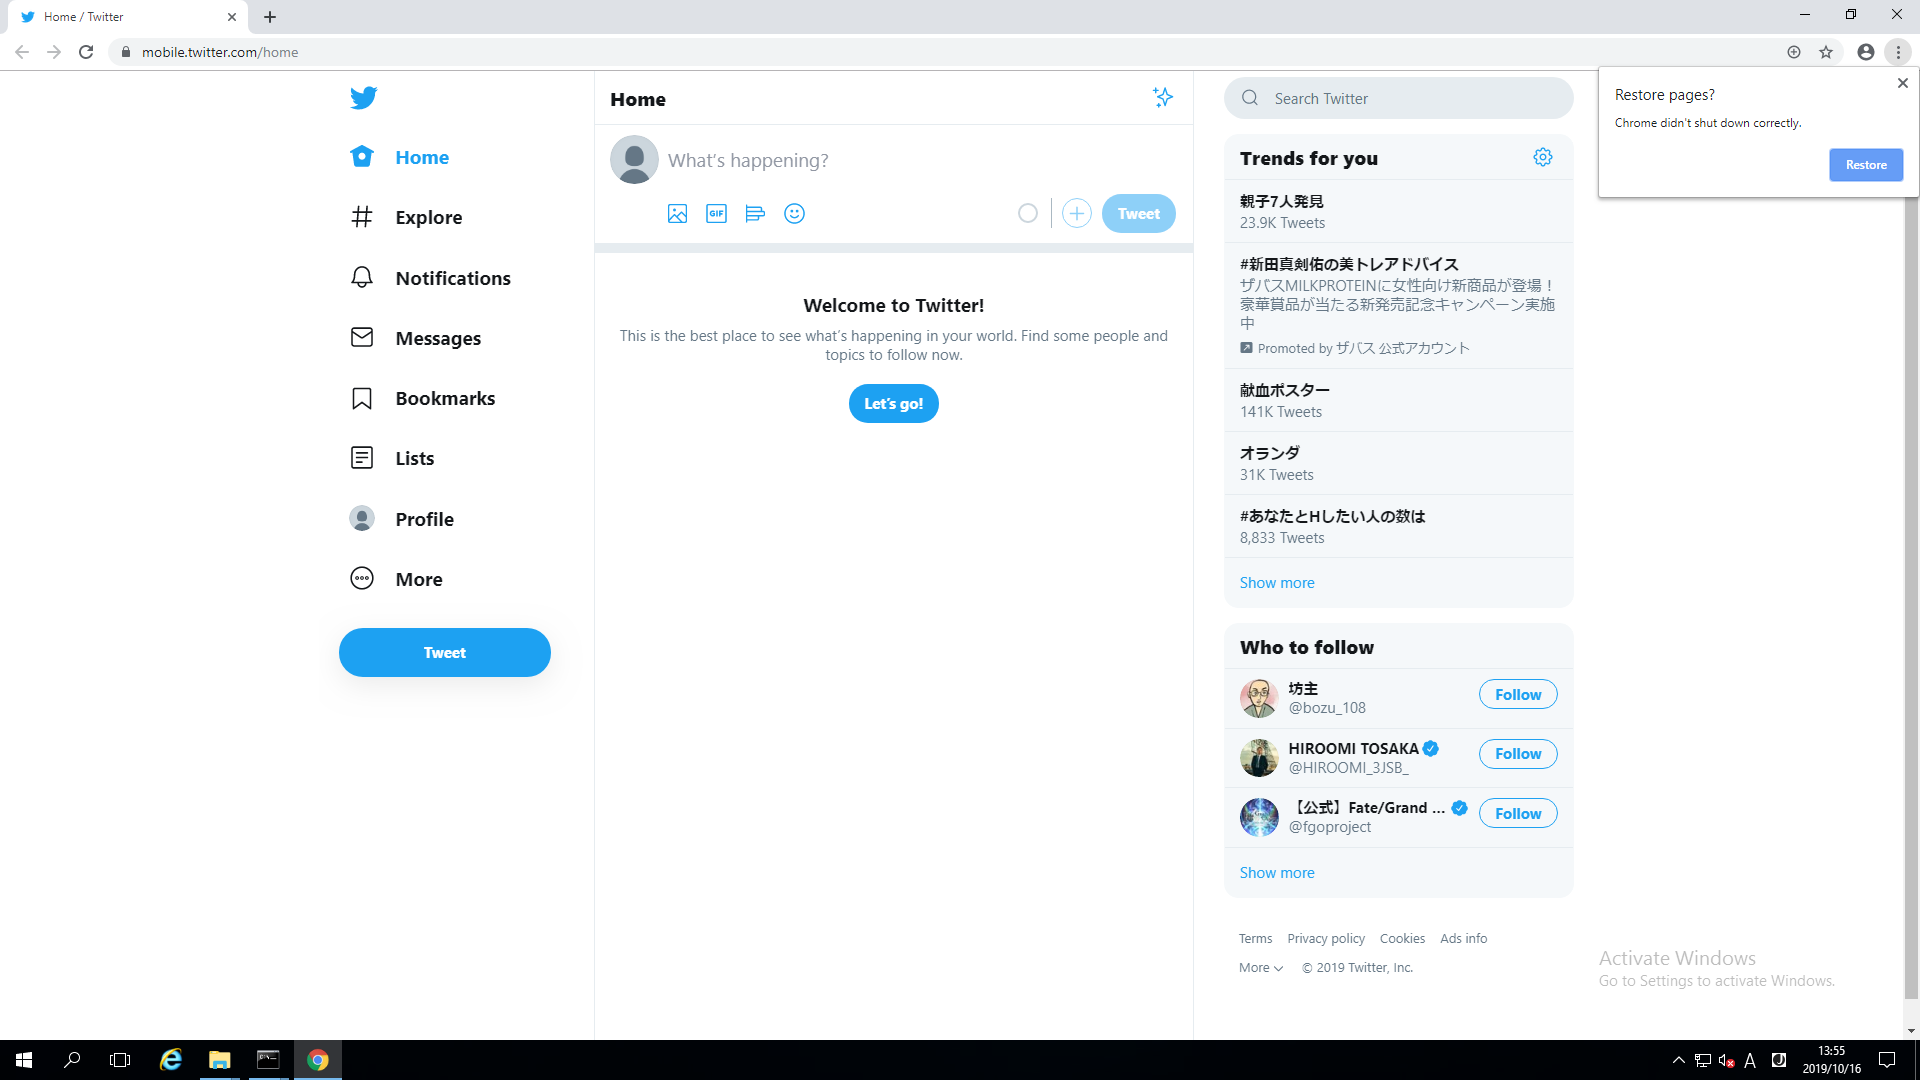 Home / Twitter
mobile.twitter.com/home
Restore pages?
Chrome didn't shut down correctly.
Restore
Home
Explore
Notifications
Messages
Bookmarks
Lists
Profile
More
Tweet
Home
What's happening?
GIF
Tweet
Welcome to Twitter!
This is the best place to see what's happening in your world. Find some people and
topics to follow now.
Let's go!
Search Twitter
Trends for you
親子7人発見
23.9K Tweets
#新田真剣佑の美トレアドバイス
ザバスMILKPROTEINに女性向け新商品が登場！
豪華賞品が当たる新発売記念キャンペーン実施
中
Promoted by ザバス 公式アカウント
献血ポスター
141K Tweets
オランダ
31K Tweets
#あなたとHしたい人の数は
8,833 Tweets
Show more
Who to follow
坊主
@bozu_108
Follow
HIROOMI TOSAKA
@HIROOMI_3JSB_
Follow
【公式】Fate/Grand ...
@fgoproject
Follow
Show more
Terms Privacy policy Cookies Ads info
More © 2019 Twitter, Inc.
Activate Windows
Go to Settings to activate Windows.
A
13:55
2019/10/16